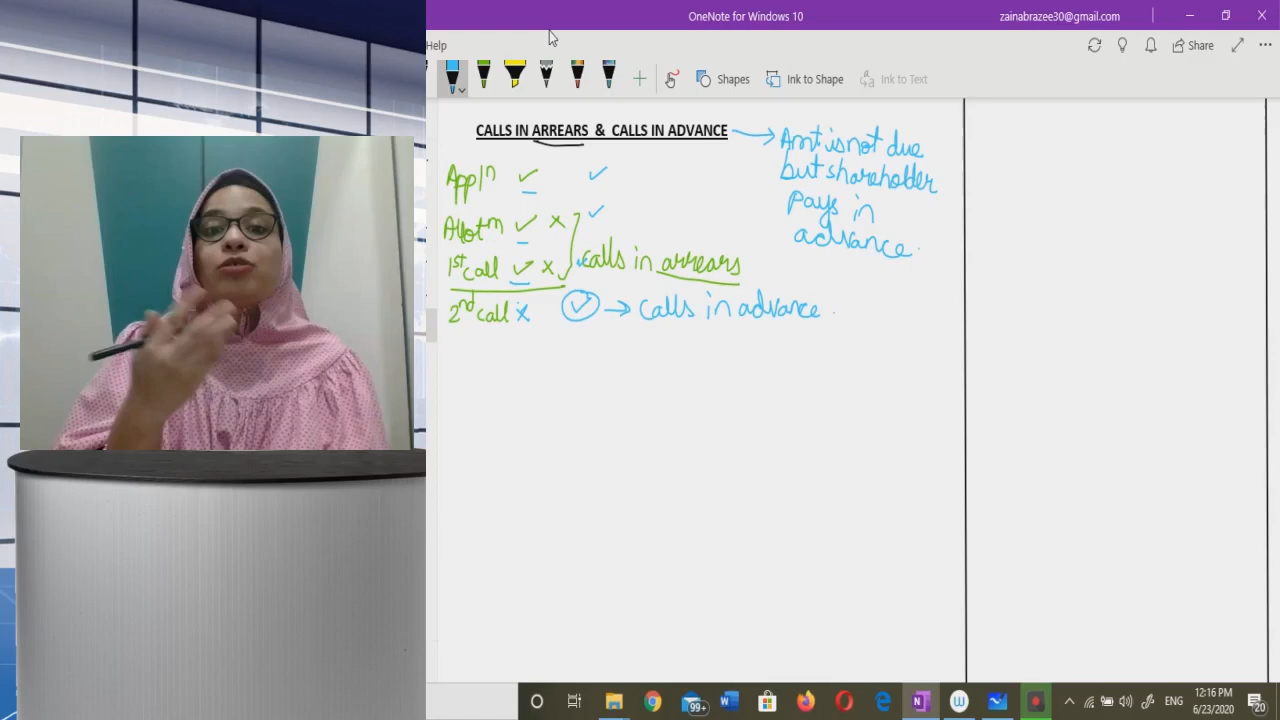 OneNote for Windows 10
zainabrazee30@gmail.com
Help
Share
Shapes
Ink to Shape
Ink to Text
CALLS IN ARREARS & CALLS IN ADVANCE
Amt is not due
but shareholder
Pays in
advance.
App/n ✓ ✓
Allotm ✓ x ✓
1st call ✓ x calls in arrears
2nd call x ✓ → Calls in advance.
99+
W
N
W
ENG
12:16 PM
6/23/2020
20